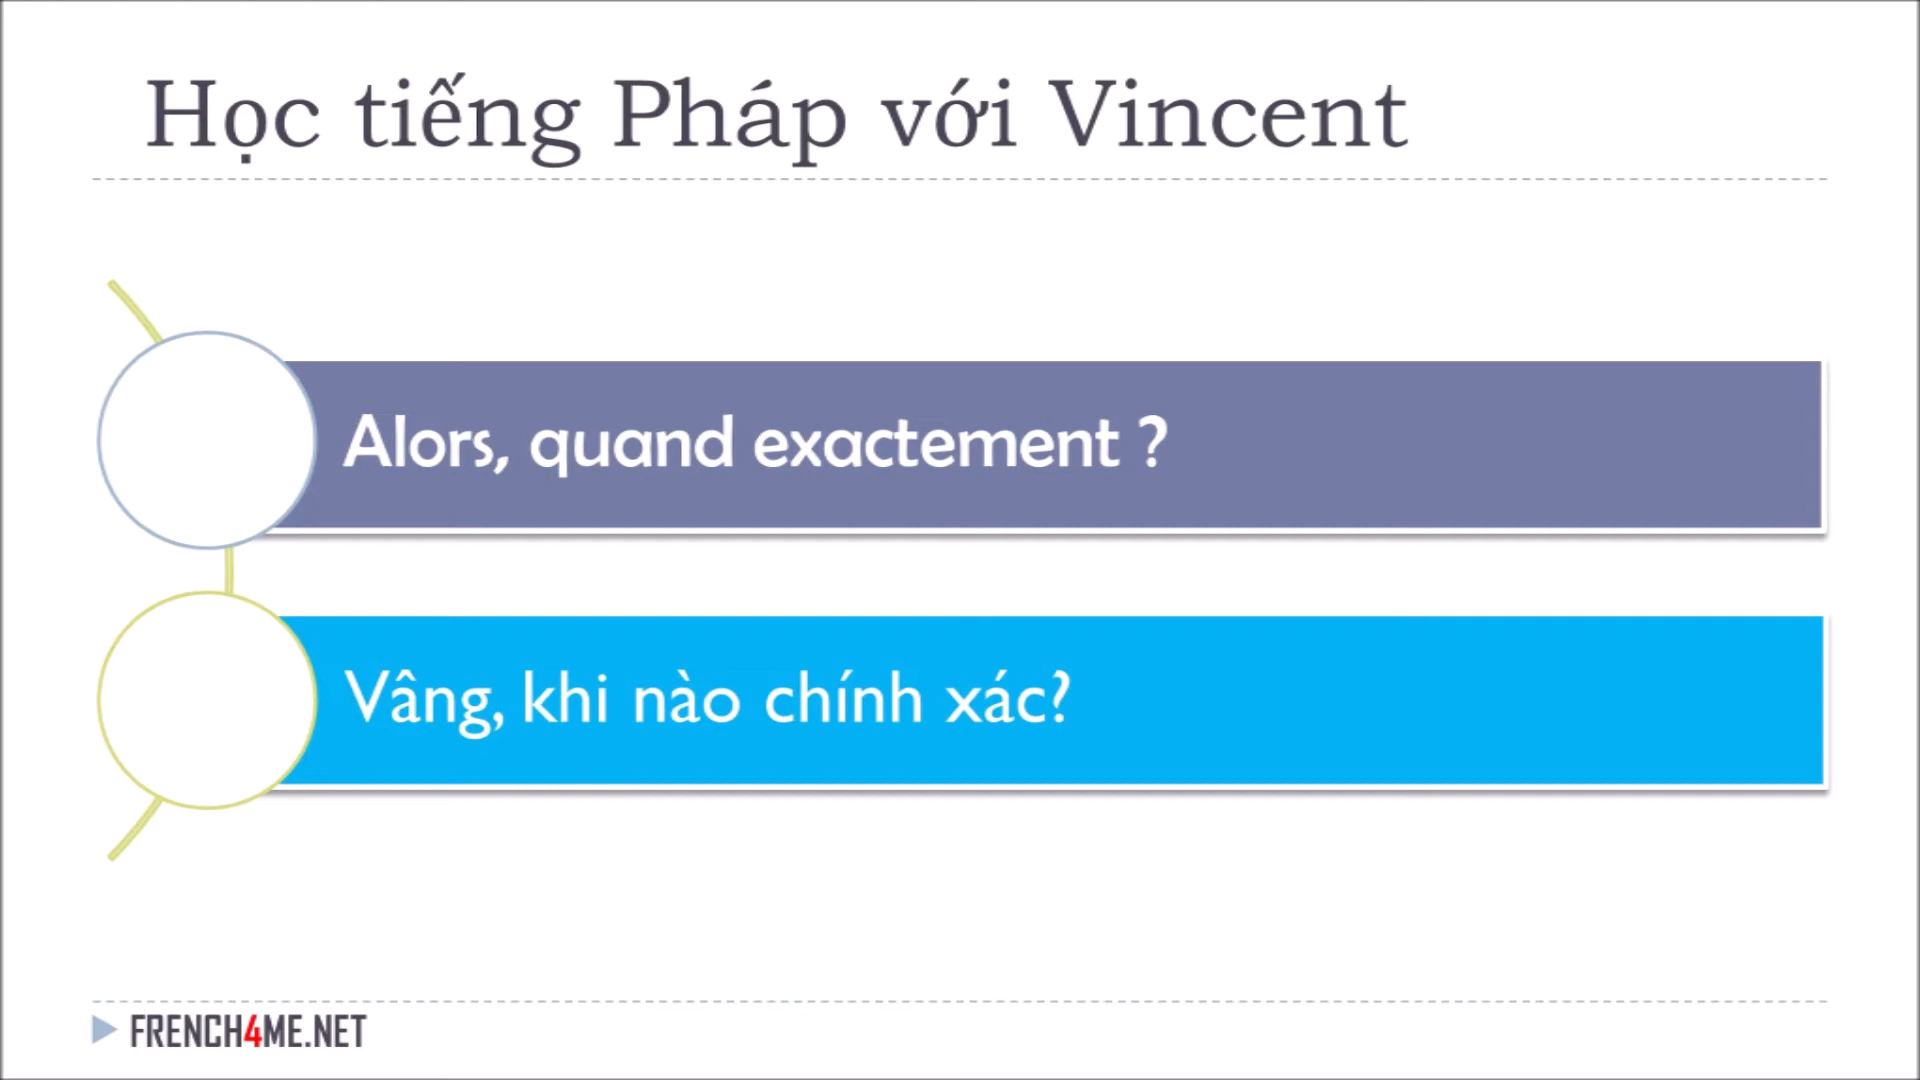 Học tiếng Pháp với Vincent
Alors, quand exactement ?
Vâng, khi nào chính xác?
FRENCH4ME.NET